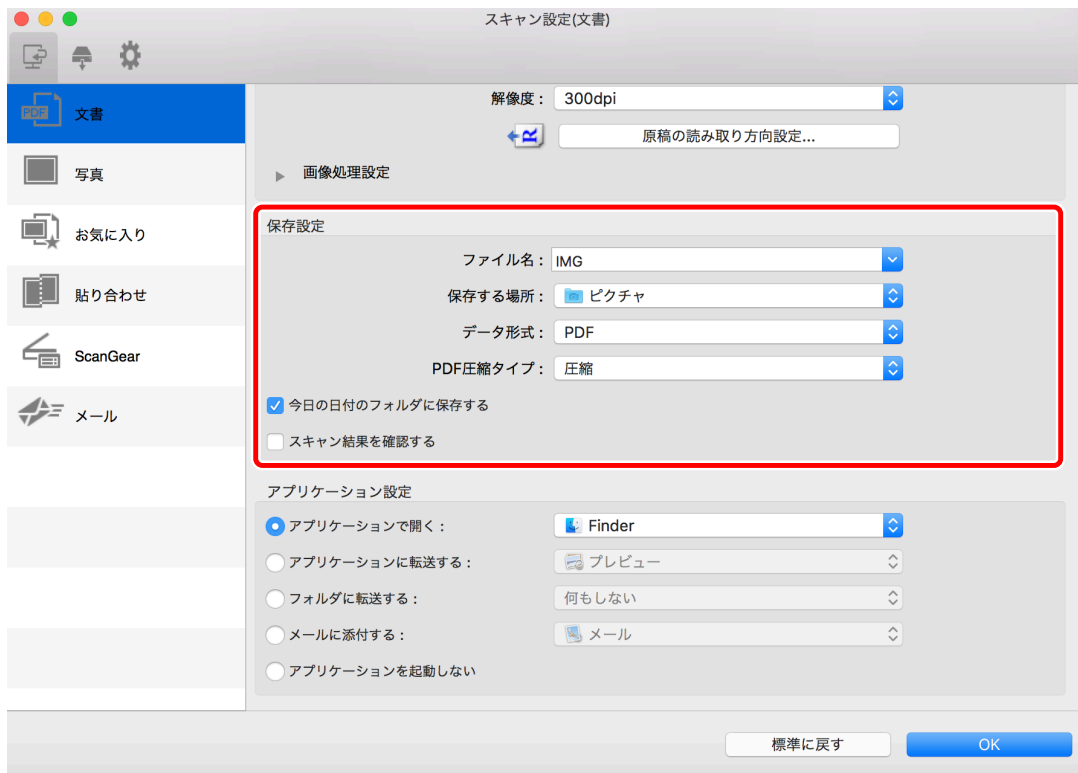 スキャン設定(文書)
PDF 文書
写真
お気に入り
貼り合わせ
ScanGear
メール
解像度： 300dpi
R 原稿の読み取り方向設定...
画像処理設定
保存設定
ファイル名： IMG
保存する場所： ピクチャ
データ形式： PDF
PDF圧縮タイプ： 圧縮
今日の日付のフォルダに保存する
スキャン結果を確認する
アプリケーション設定
アプリケーションで開く： Finder
アプリケーションに転送する： プレビュー
フォルダに転送する： 何もしない
メールに添付する： メール
アプリケーションを起動しない
標準に戻す OK